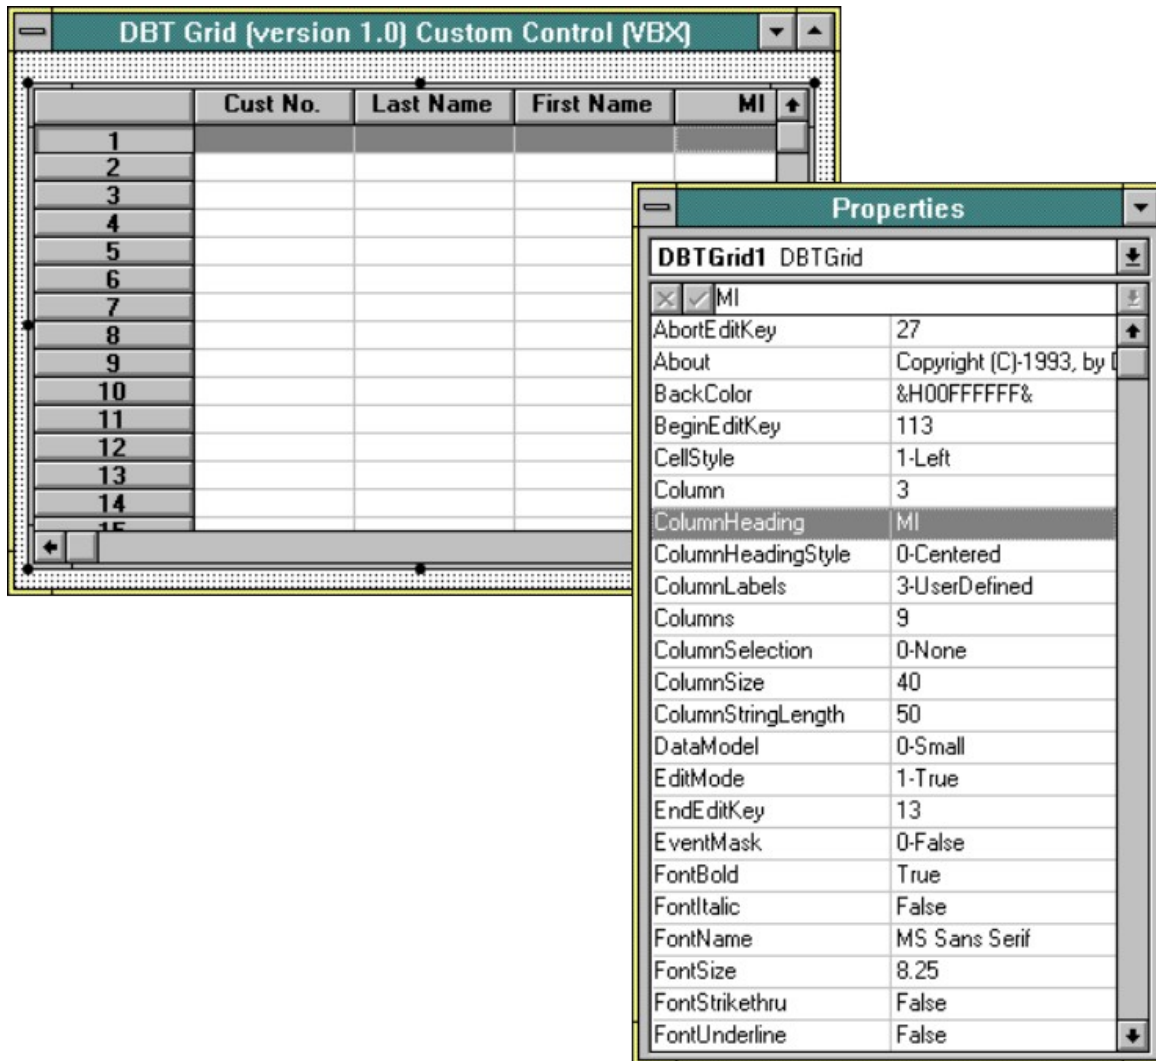 DBT Grid (version 1.0) Custom Control (VBX)
Cust No. Last Name First Name MI
1
2
3
4
5
6
7
8
9
10
11
12
13
14
15
Properties
DBTGrid1 DBTGrid
MI
AbortEditKey 27
About Copyright (C)-1993, by
BackColor &H00FFFFFF&
BeginEditKey 113
CellStyle 1-Left
Column 3
ColumnHeading MI
ColumnHeadingStyle 0-Centered
ColumnLabels 3-UserDefined
Columns 9
ColumnSelection 0-None
ColumnSize 40
ColumnStringLength 50
DataModel 0-Small
EditMode 1-True
EndEditKey 13
EventMask 0-False
FontBold True
FontItalic False
FontName MS Sans Serif
FontSize 8.25
FontStrikethru False
FontUnderline False